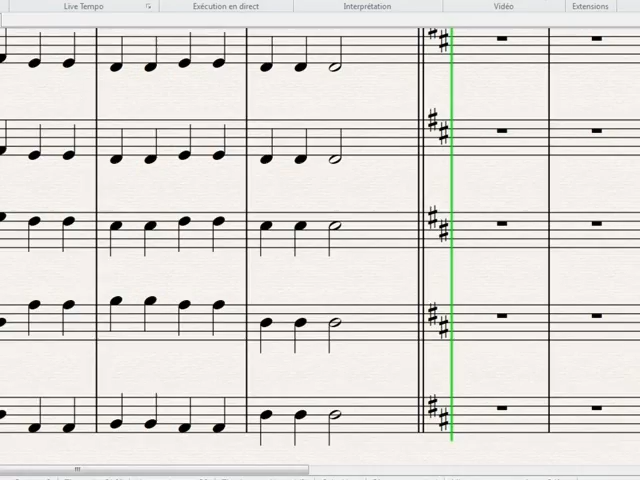 Live Tempo
Exécution en direct
Interprétation
Vidéo
Extensions